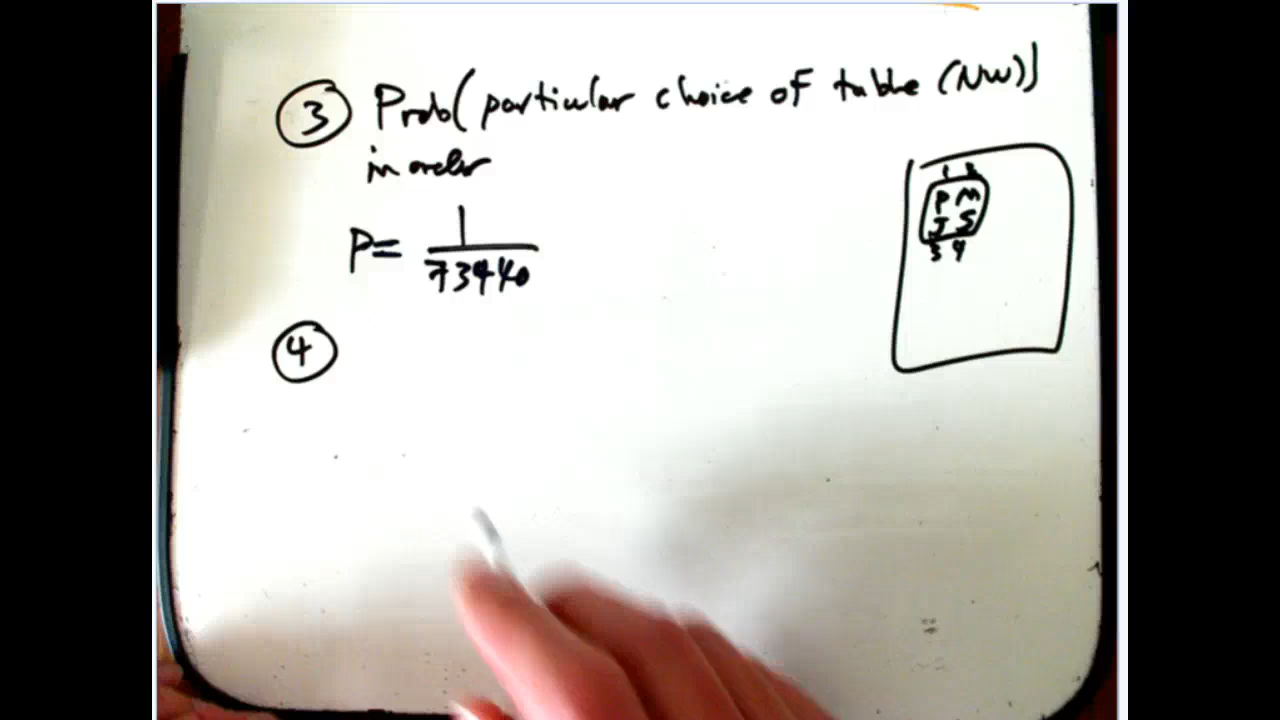 ③ Prob(particular choice of table (NW))
in order
P = 1/73440
1 2
P M
J S
3 4
④